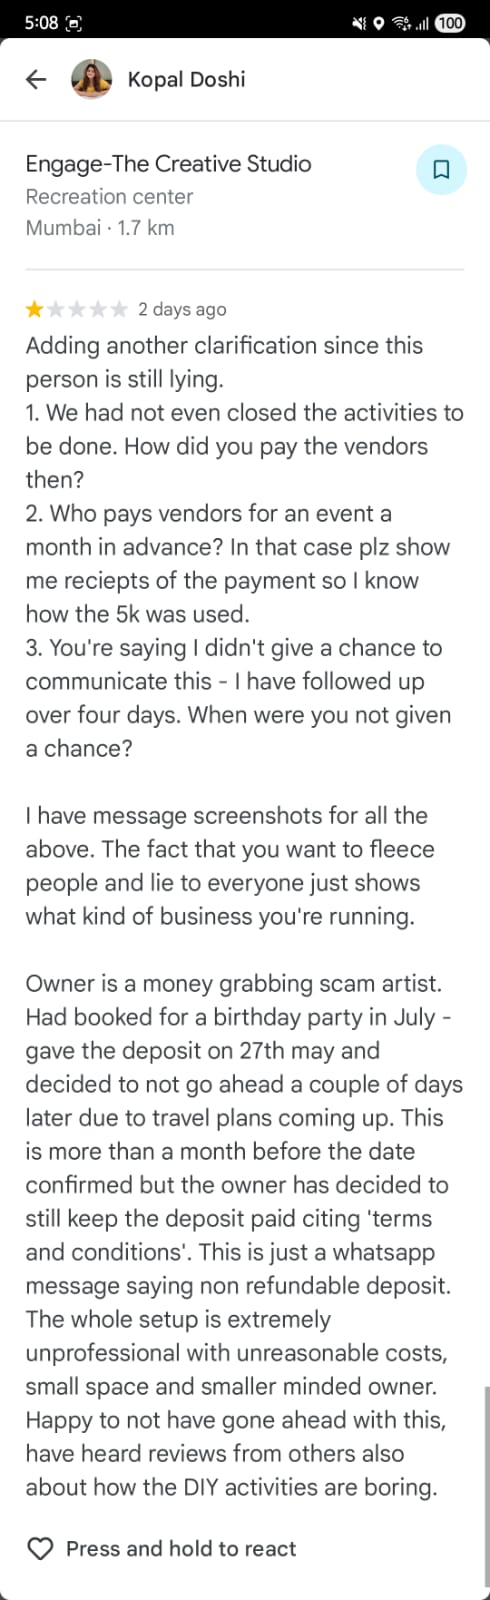 5:08
100
Kopal Doshi
Engage-The Creative Studio
Recreation center
Mumbai · 1.7 km
2 days ago
Adding another clarification since this
person is still lying.
1. We had not even closed the activities to
be done. How did you pay the vendors
then?
2. Who pays vendors for an event a
month in advance? In that case plz show
me reciepts of the payment so I know
how the 5k was used.
3. You're saying I didn't give a chance to
communicate this - I have followed up
over four days. When were you not given
a chance?
I have message screenshots for all the
above. The fact that you want to fleece
people and lie to everyone just shows
what kind of business you're running.
Owner is a money grabbing scam artist.
Had booked for a birthday party in July -
gave the deposit on 27th may and
decided to not go ahead a couple of days
later due to travel plans coming up. This
is more than a month before the date
confirmed but the owner has decided to
still keep the deposit paid citing 'terms
and conditions'. This is just a whatsapp
message saying non refundable deposit.
The whole setup is extremely
unprofessional with unreasonable costs,
small space and smaller minded owner.
Happy to not have gone ahead with this,
have heard reviews from others also
about how the DIY activities are boring.
Press and hold to react